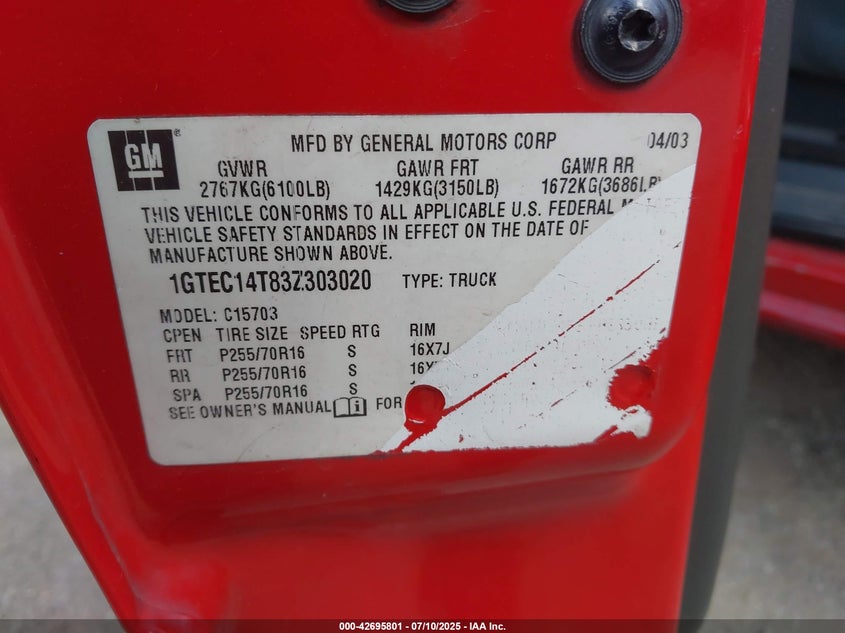 GM ®
MFD BY GENERAL MOTORS CORP 04/03
GVWR GAWR FRT GAWR RR
2767KG(6100LB) 1429KG(3150LB) 1672KG(3686LB)
THIS VEHICLE CONFORMS TO ALL APPLICABLE U.S. FEDERAL
VEHICLE SAFETY STANDARDS IN EFFECT ON THE DATE OF
MANUFACTURE SHOWN ABOVE.
1GTEC14T83Z303020 TYPE: TRUCK
MODEL: C15703
CPEN TIRE SIZE SPEED RTG RIM
FRT P255/70R16 S 16X7J
RR P255/70R16 S
SPA P255/70R16 S
SEE OWNER'S MANUAL FOR
000-42695801 - 07/10/2025 - IAA Inc.